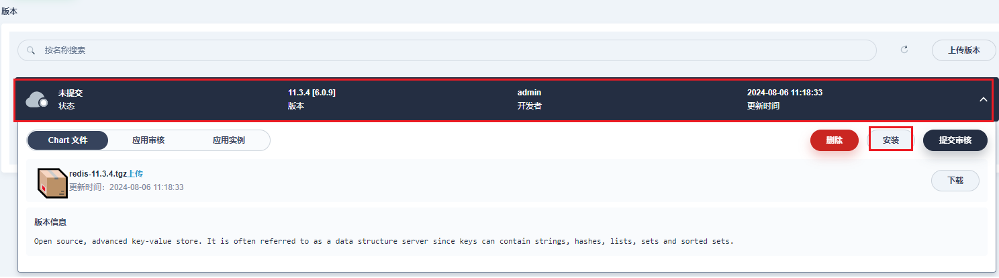 版本
按名称搜索
上传版本
未提交 11.3.4 [6.0.9] admin 2024-08-06 11:18:33
状态 版本 开发者 更新时间
Chart 文件 应用审核 应用实例 删除 安装 提交审核
redis-11.3.4.tgz上传
更新时间：2024-08-06 11:18:33
下载
版本信息
Open source, advanced key-value store. It is often referred to as a data structure server since keys can contain strings, hashes, lists, sets and sorted sets.